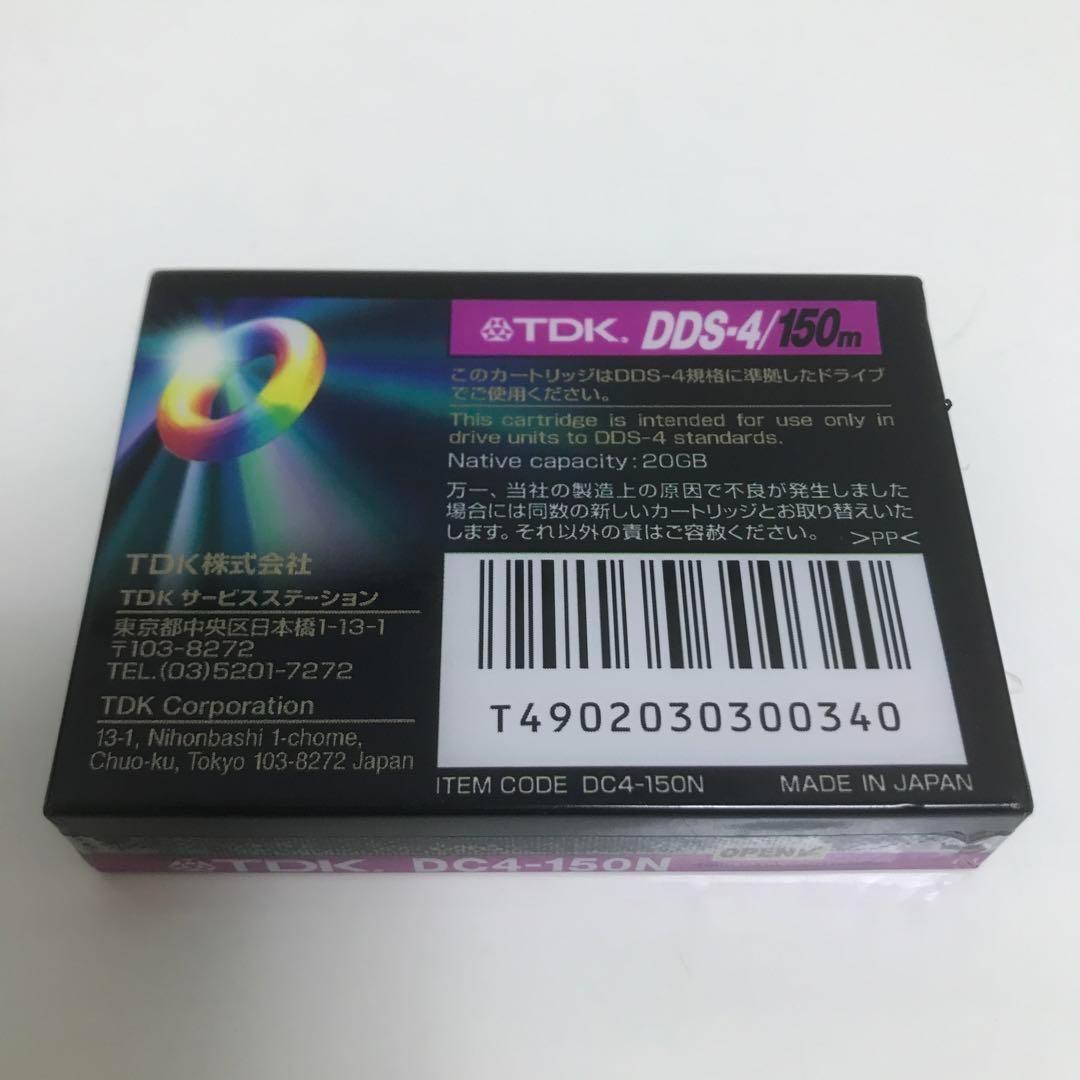 TDK. DDS-4/150m
このカートリッジはDDS-4規格に準拠したドライブ
でご使用ください。
This cartridge is intended for use only in
drive units to DDS-4 standards.
Native capacity:20GB
万一、当社の製造上の原因で不良が発生しました
場合には同数の新しいカートリッジとお取り替えいた
します。それ以外の責はご容赦ください。 >PP<
TDK株式会社
TDK サービスステーション
東京都中央区日本橋1-13-1
〒103-8272
TEL.(03)5201-7272
TDK Corporation
13-1, Nihonbashi 1-chome,
Chuo-ku, Tokyo 103-8272 Japan
T4902030300340
ITEM CODE DC4-150N MADE IN JAPAN
TDK. DC4-150N OPEN